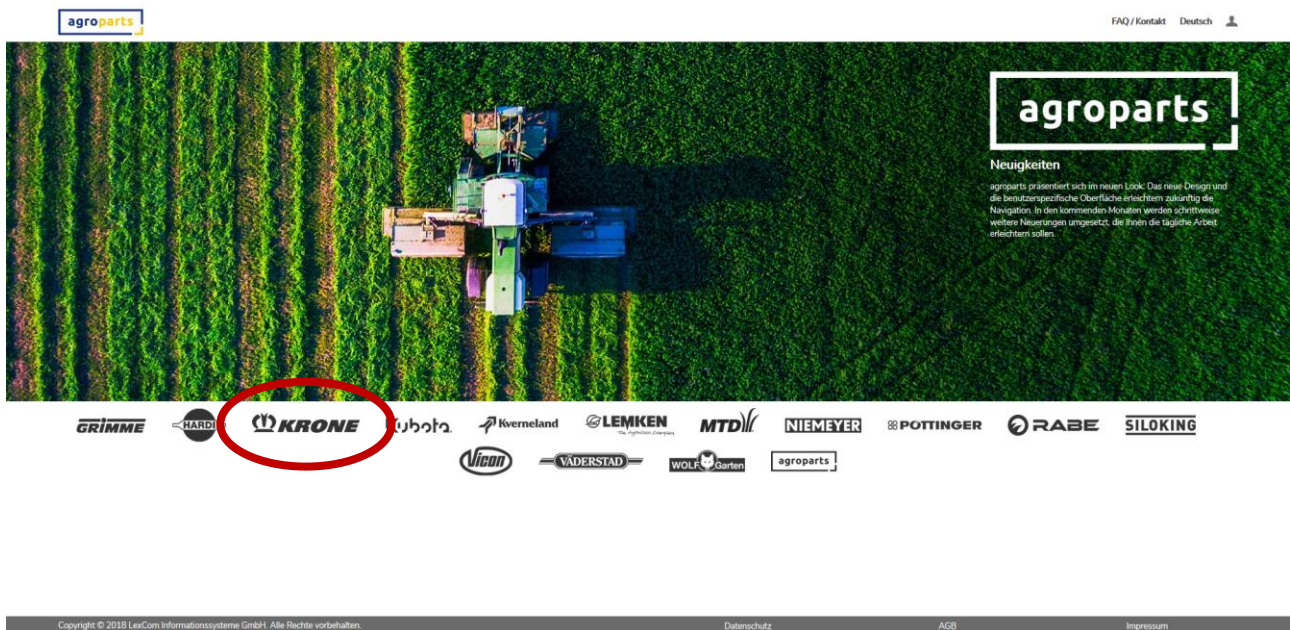 agroparts
FAQ / Kontakt Deutsch
agroparts
Neuigkeiten
agroparts präsentiert sich im neuen Look: Das neue Design und
die benutzerspezifische Oberfläche erleichtern zukünftig die
Navigation. In den kommenden Monaten werden schrittweise
weitere Neuerungen umgesetzt, die Ihnen die tägliche Arbeit
erleichtern sollen.
GRIMME HARDI KRONE Kubota Kverneland LEMKEN MTD NIEMEYER PÖTTINGER RABE SILOKING
The Agrovision Company
Vicon VÄDERSTAD WOLF Garten agroparts
Copyright © 2018 LexCom Informationssysteme GmbH. Alle Rechte vorbehalten. Datenschutz AGB Impressum